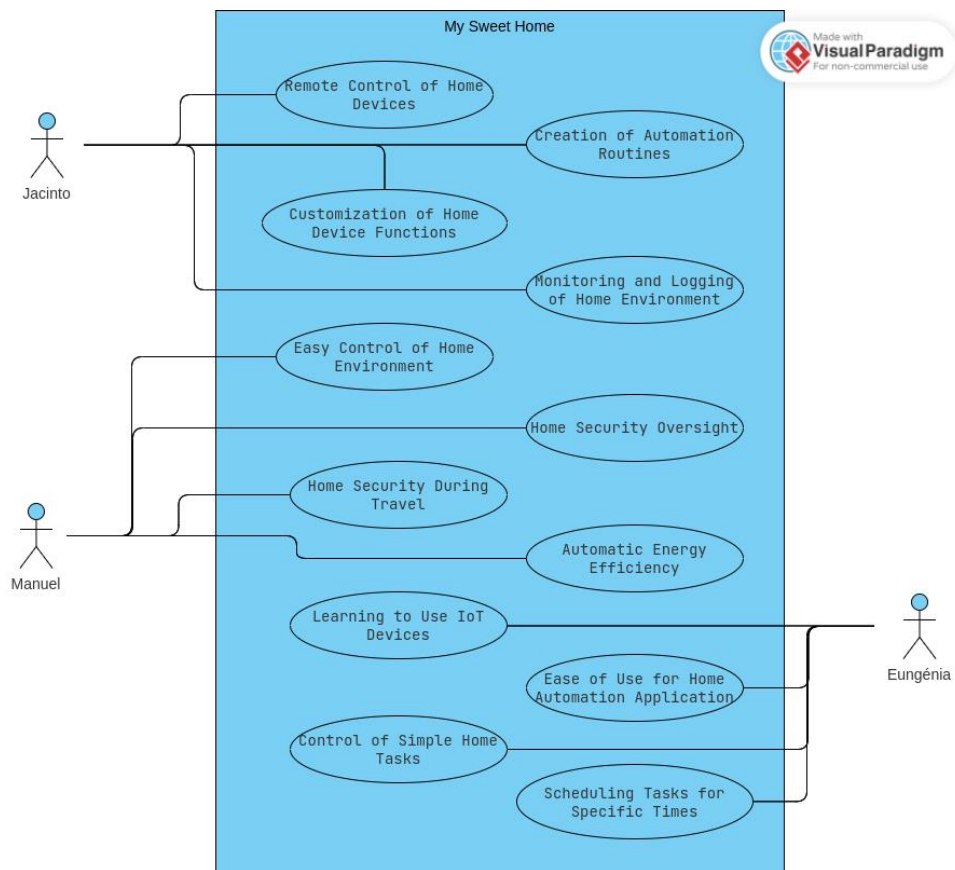 My Sweet Home
Made with
VisualParadigm
For non-commercial use
Remote Control of Home
Devices
Creation of Automation
Routines
Jacinto
Customization of Home
Device Functions
Monitoring and Logging
of Home Environment
Easy Control of Home
Environment
Home Security Oversight
Home Security During
Travel
Manuel
Automatic Energy
Efficiency
Learning to Use IoT
Devices
Eungénia
Ease of Use for Home
Automation Application
Control of Simple Home
Tasks
Scheduling Tasks for
Specific Times